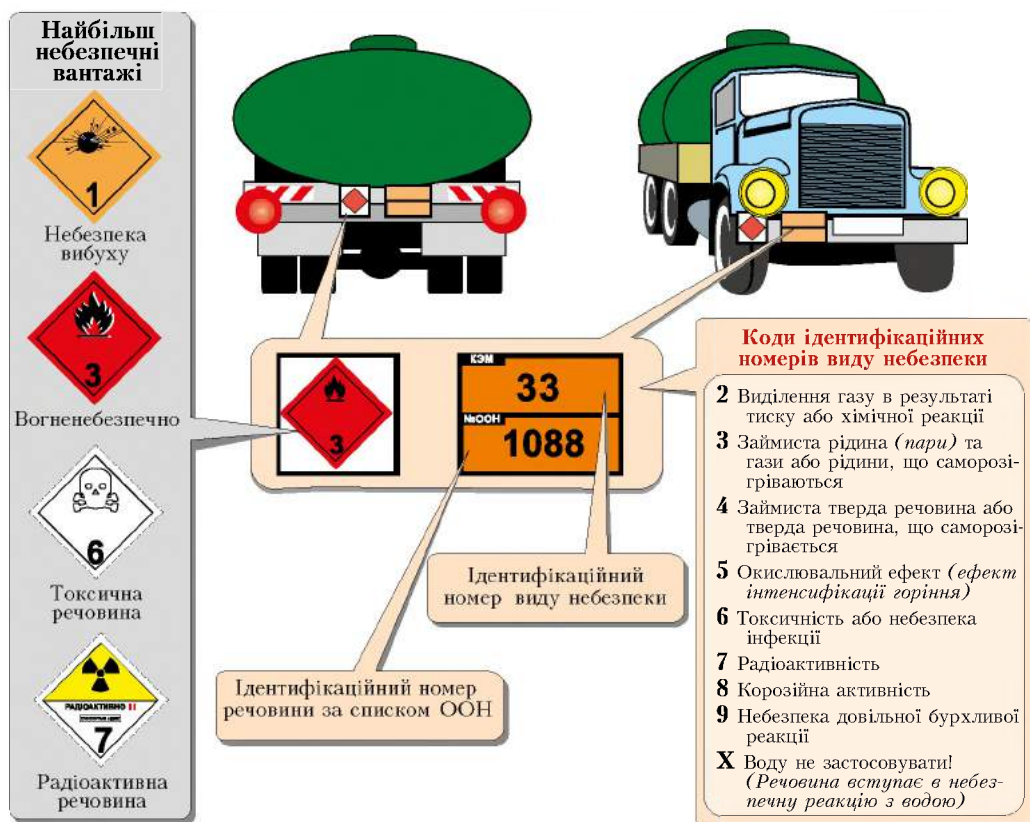 Найбільш
небезпечні
вантажі
1
Небезпека
вибуху
3
Вогненебезпечно
6
Токсична
речовина
РАДІОАКТИВНО II
7
Радіоактивна
речовина
3
КЭМ
33
№ООН
1088
Ідентифікаційний
номер виду небезпеки
Ідентифікаційний номер
речовини за списком ООН
Коди ідентифікаційних
номерів виду небезпеки
2 Виділення газу в результаті
тиску або хімічної реакції
3 Займиста рідина (пари) та
гази або рідини, що саморозі-
гріваються
4 Займиста тверда речовина або
тверда речовина, що саморозі-
грівається
5 Окислювальний ефект (ефект
інтенсифікації горіння)
6 Токсичність або небезпека
інфекції
7 Радіоактивність
8 Корозійна активність
9 Небезпека довільної бурхливої
реакції
X Воду не застосовувати!
(Речовина вступає в небез-
печну реакцію з водою)